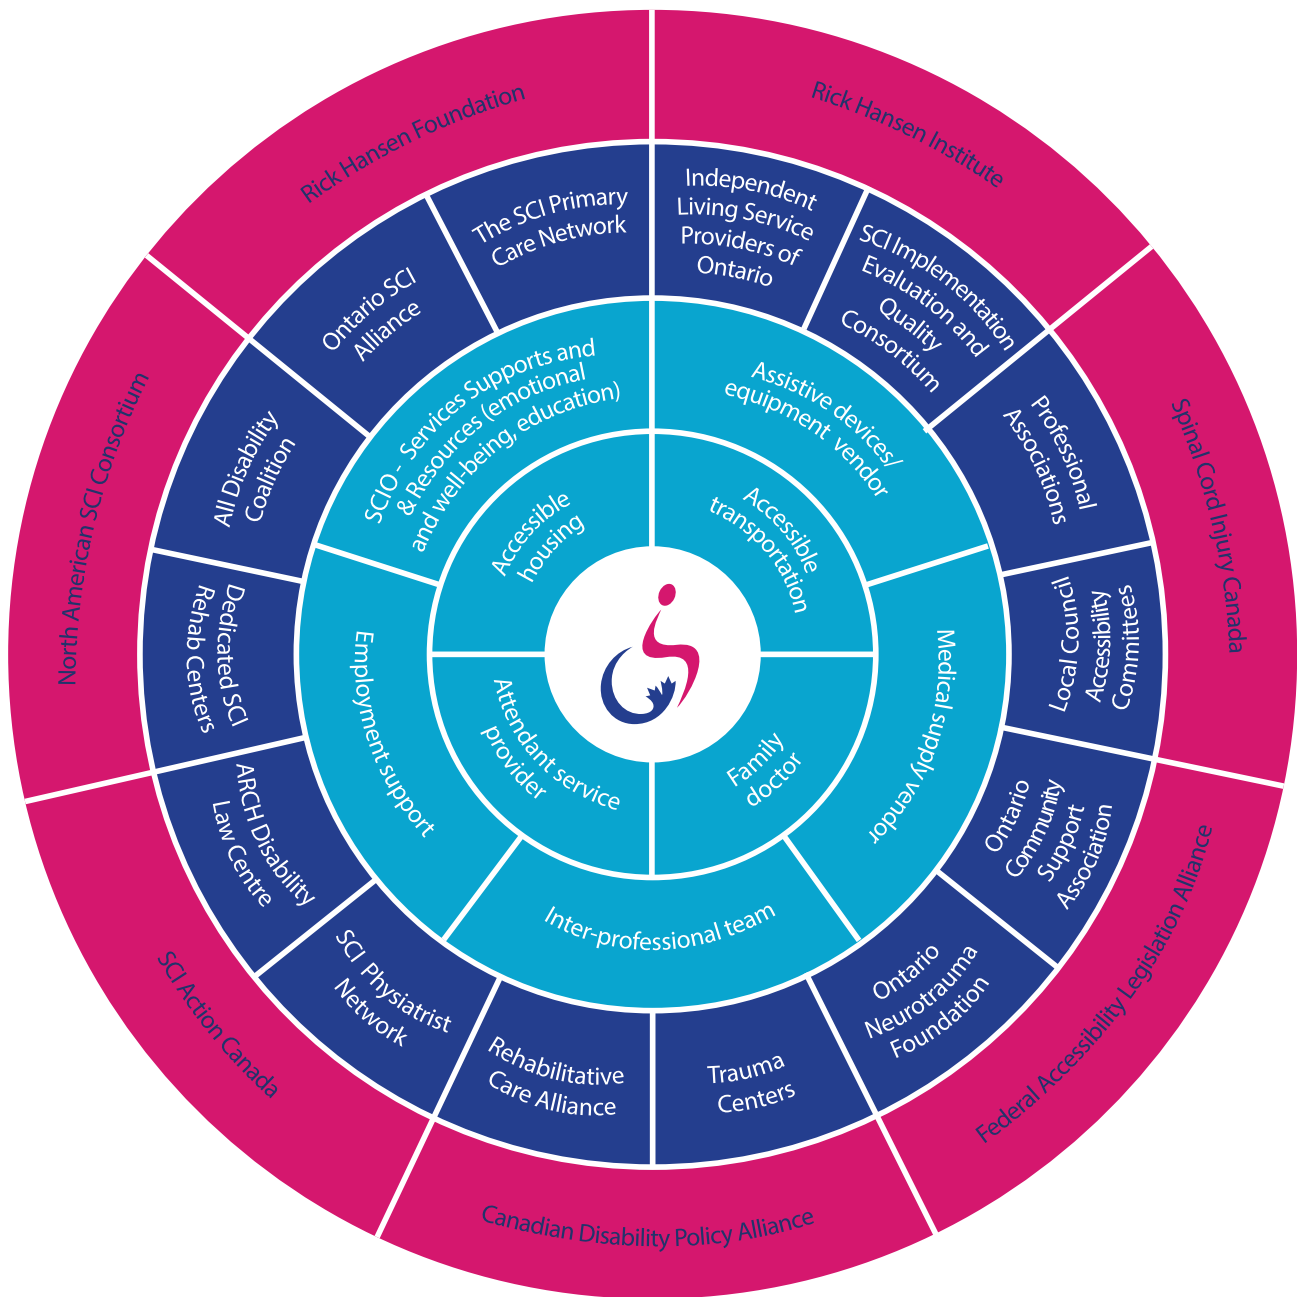 Rick Hansen Foundation
Rick Hansen Institute
Spinal Cord Injury Canada
Federal Accessibility Legislation Alliance
Canadian Disability Policy Alliance
SCI Action Canada
North American SCI Consortium
The SCI Primary
Care Network
Independent
Living Service
Providers of
Ontario
SCI Implementation
Evaluation and
Quality
Consortium
Professional
Associations
Local Council
Accessibility
Committees
Ontario
Community
Support
Association
Ontario
Neurotrauma
Foundation
Trauma
Centers
Rehabilitative
Care Alliance
SCI Physiatrist
Network
ARCH Disability
Law Centre
Dedicated SCI
Rehab Centers
All Disability
Coalition
Ontario SCI
Alliance
SCIO - Services Supports and
& Resources (emotional
and well-being, education)
Assistive devices/
equipment vendor
Medical supply vendor
Inter-professional team
Employment support
Accessible
housing
Accessible
transportation
Family
doctor
Attendant service
provider